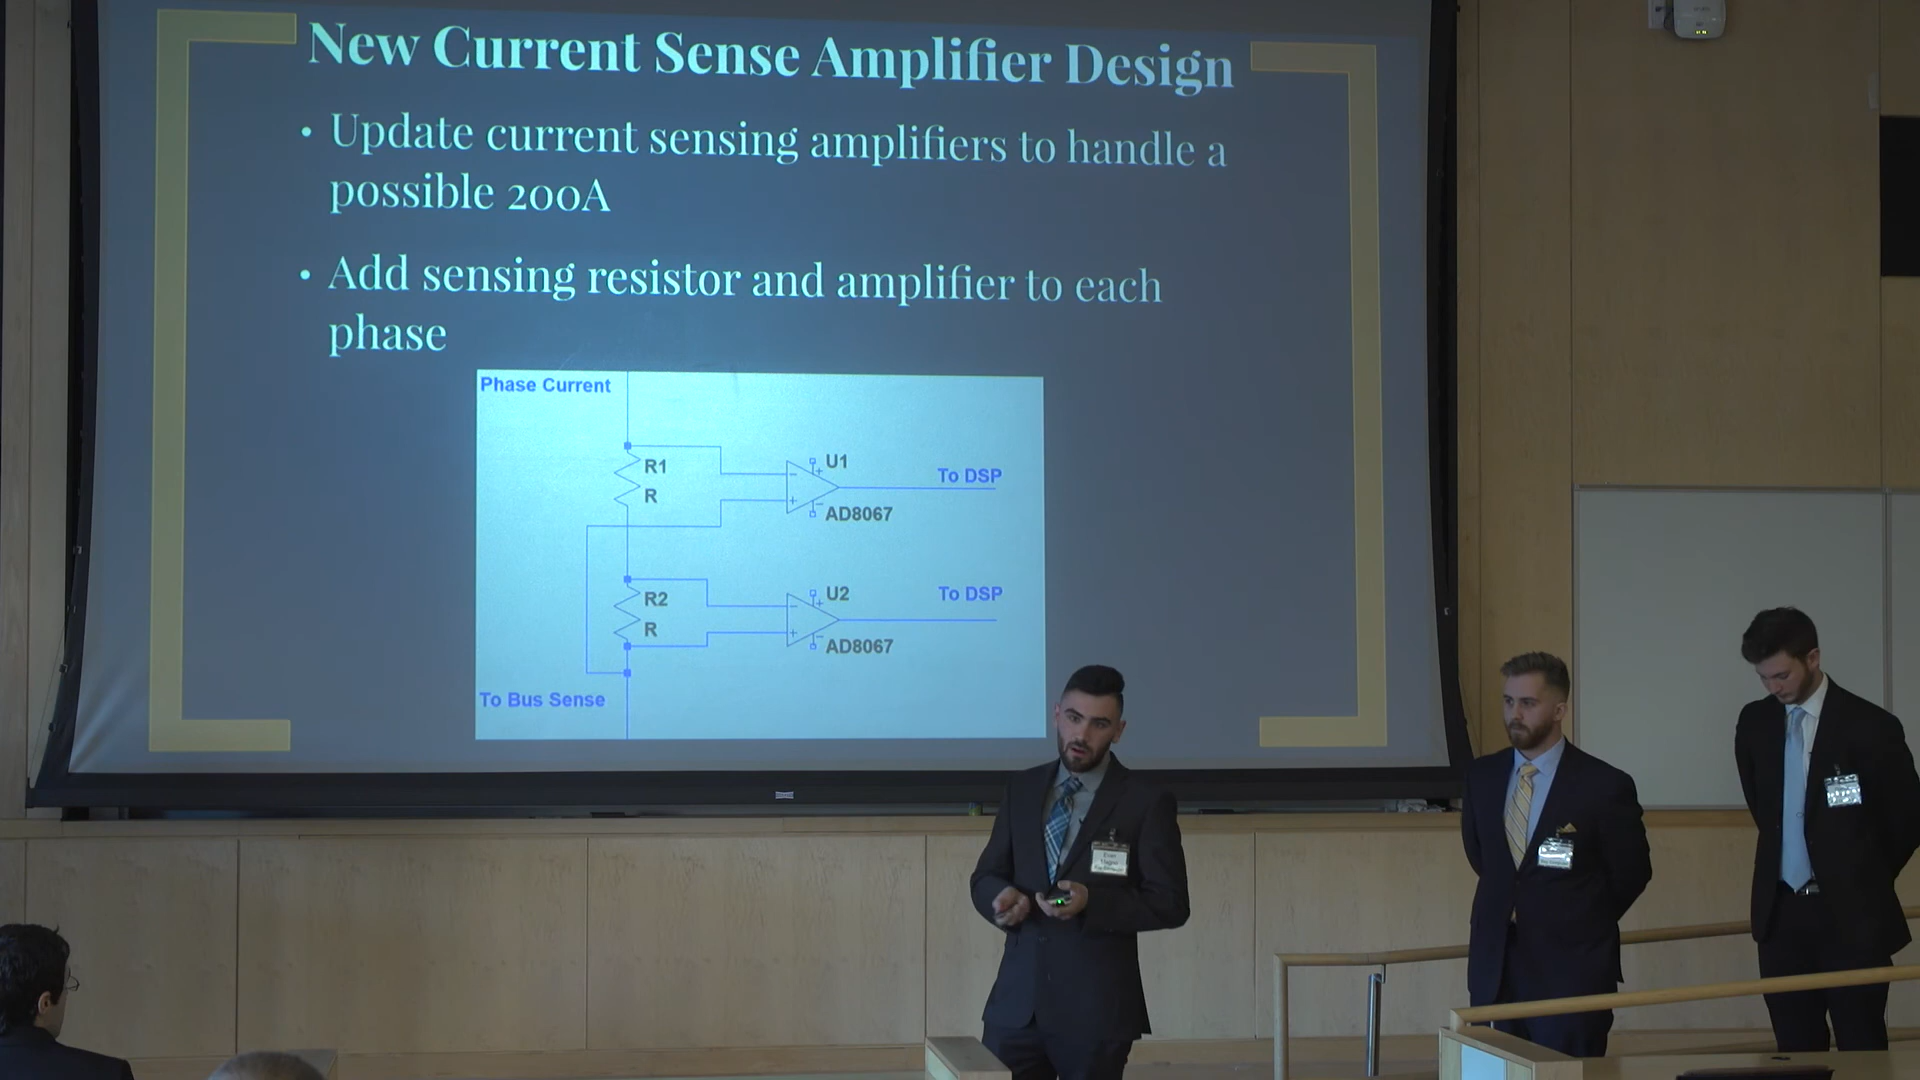 New Current Sense Amplifier Design
• Update current sensing amplifiers to handle a
possible 200A
• Add sensing resistor and amplifier to each
phase
Phase Current
R1
R
U1
To DSP
AD8067
R2
R
U2
To DSP
AD8067
To Bus Sense
Evan